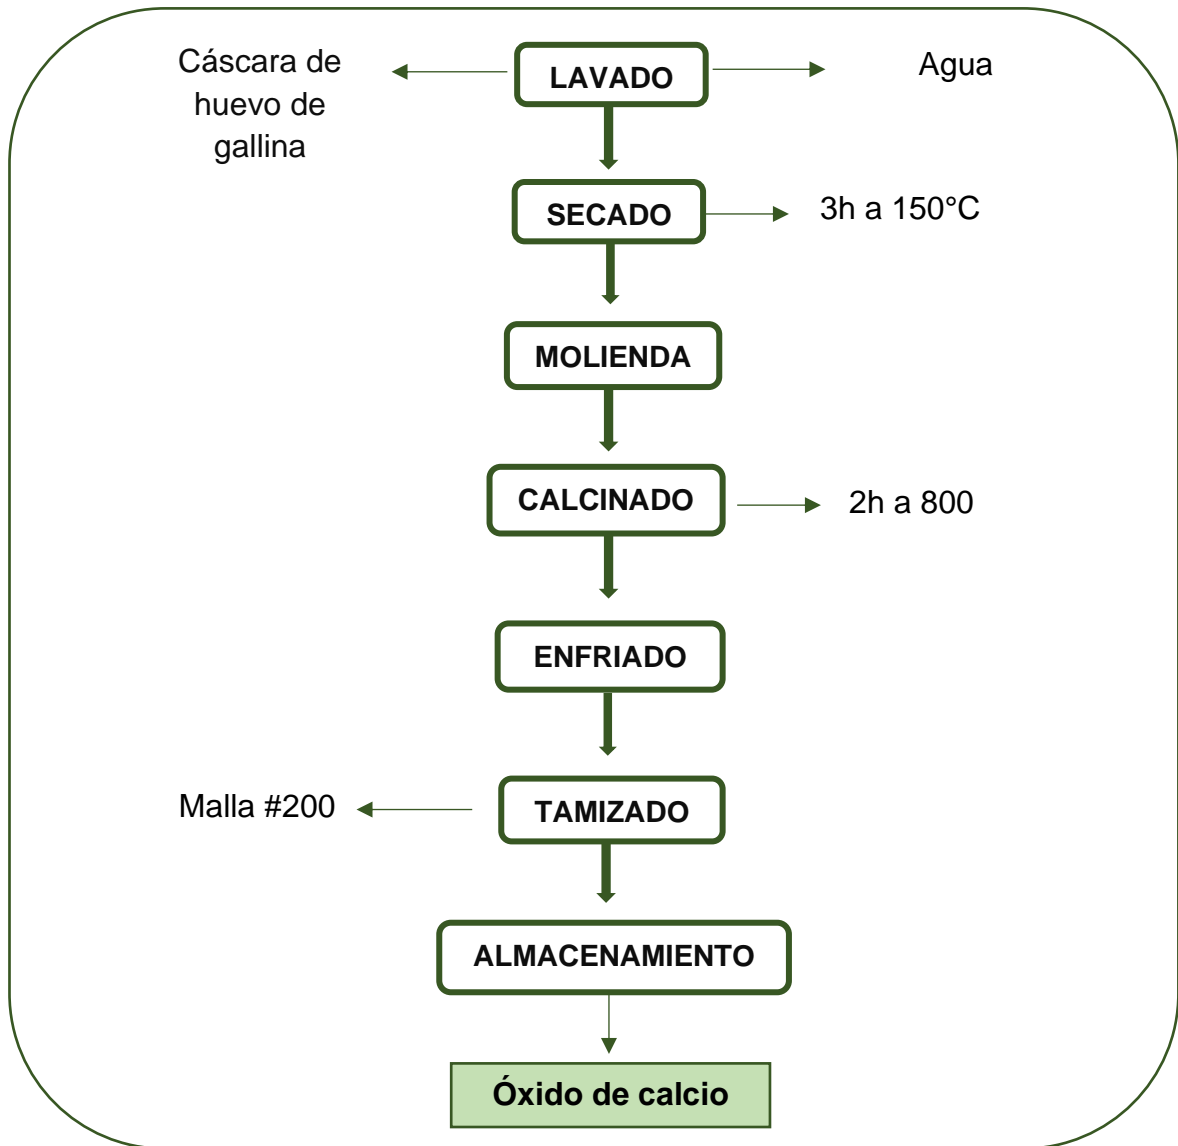 Cáscara de
huevo de
gallina
LAVADO
Agua
SECADO
3h a 150°C
MOLIENDA
CALCINADO
2h a 800
ENFRIADO
Malla #200
TAMIZADO
ALMACENAMIENTO
Óxido de calcio